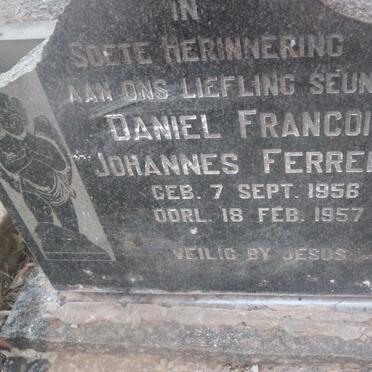 IN
SOETE HERINNERING
AAN ONS LIEFLING SEUN
DANIEL FRANCOI
JOHANNES FERREI
GEB. 7 SEPT. 1956
OORL. 18 FEB. 1957
VEILIG BY JESUS